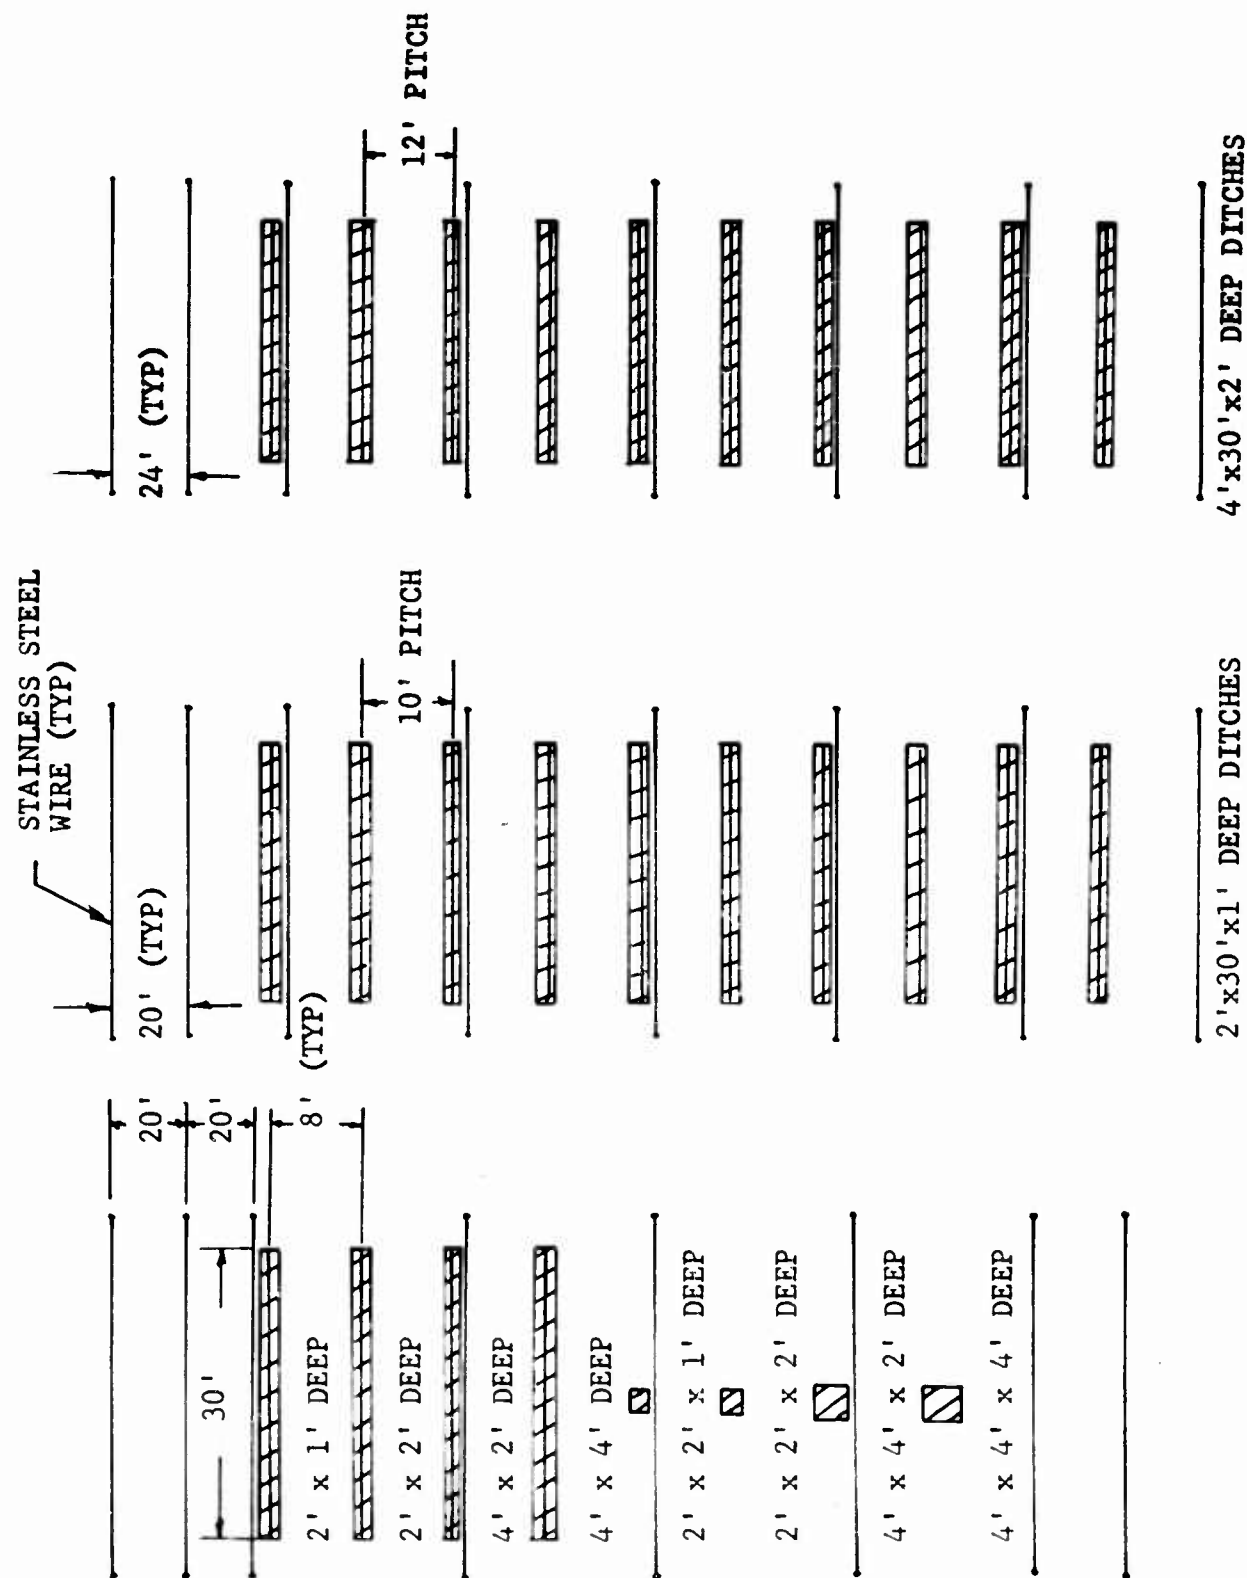 STAINLESS STEEL
WIRE (TYP)
24' (TYP)
12' PITCH
20' (TYP)
10' PITCH
20'
20'
8' (TYP)
30'
2' x 1' DEEP
2' x 2' DEEP
4' x 2' DEEP
4' x 4' DEEP
2' x 2' x 1' DEEP
2' x 2' x 2' DEEP
4' x 4' x 2' DEEP
4' x 4' x 4' DEEP
2'x30'x1' DEEP DITCHES
4'x30'x2' DEEP DITCHES